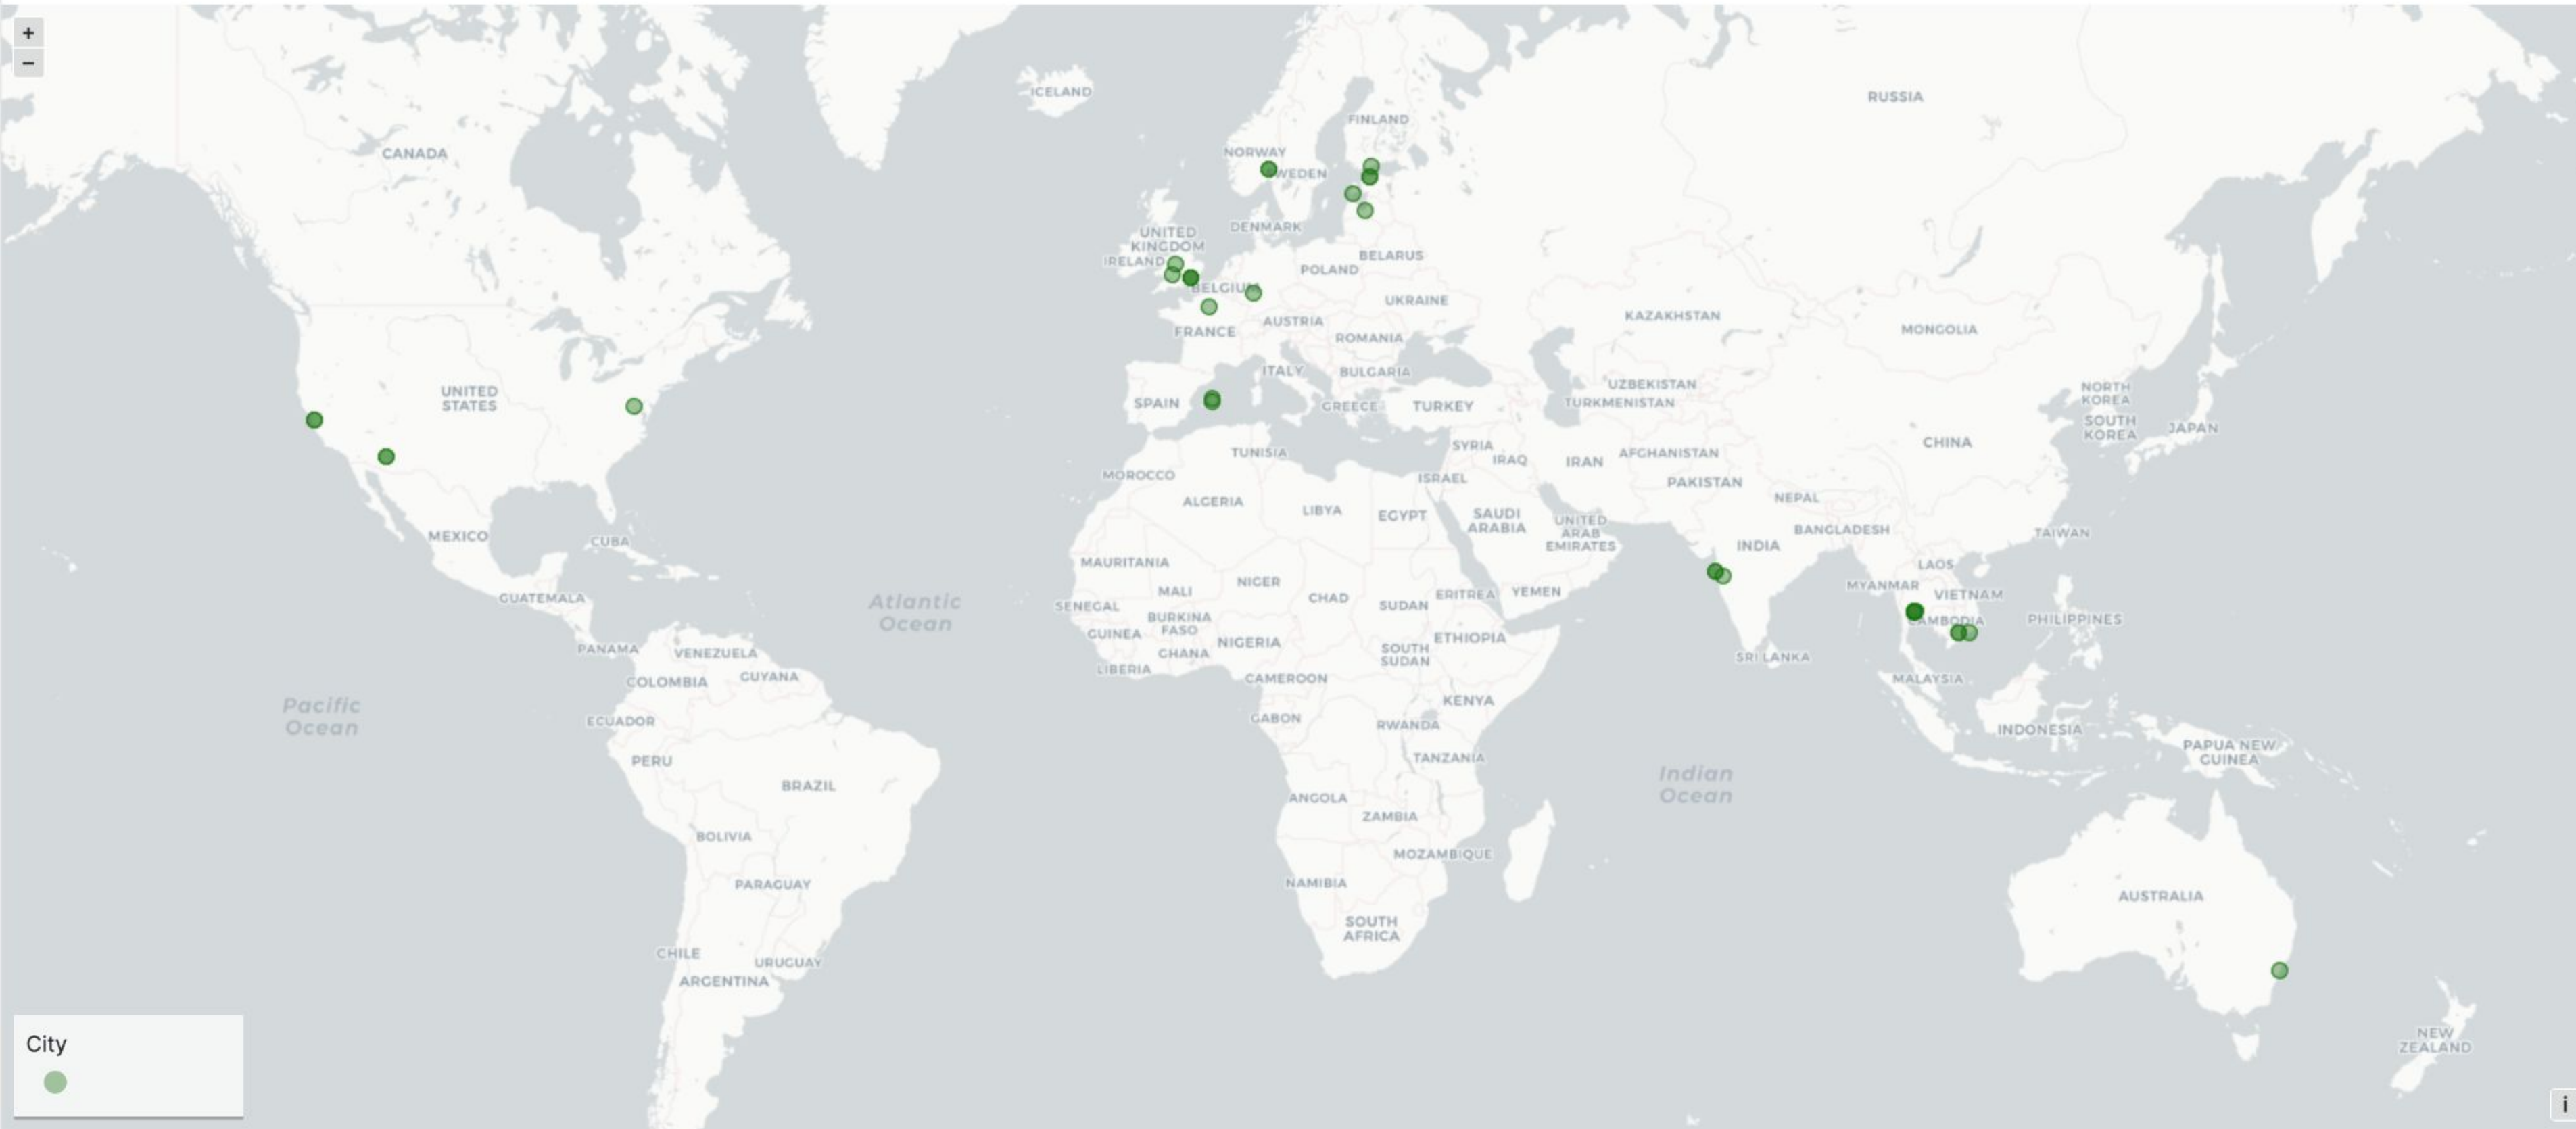 +
−
ICELAND
RUSSIA
FINLAND
CANADA
NORWAY
WEDEN
DENMARK
UNITED
KINGDOM
IRELAND
BELARUS
POLAND
BELGIUM
UKRAINE
AUSTRIA
FRANCE
ROMANIA
KAZAKHSTAN
MONGOLIA
ITALY
BULGARIA
UNITED
STATES
UZBEKISTAN
NORTH
KOREA
SPAIN
GREECE
TURKEY
TURKMENISTAN
SOUTH
KOREA
JAPAN
CHINA
SYRIA
TUNISIA
IRAQ
IRAN
AFGHANISTAN
MOROCCO
ISRAEL
PAKISTAN
NEPAL
ALGERIA
LIBYA
EGYPT
SAUDI
ARABIA
UNITED
ARAB
EMIRATES
BANGLADESH
TAIWAN
MEXICO
CUBA
INDIA
MAURITANIA
LAOS
NIGER
MALI
MYANMAR
VIETNAM
GUATEMALA
Atlantic
Ocean
SENEGAL
CHAD
SUDAN
ERITREA
YEMEN
BURKINA
FASO
CAMBODIA
PHILIPPINES
GUINEA
NIGERIA
ETHIOPIA
PANAMA
VENEZUELA
GHANA
SOUTH
SUDAN
SRI LANKA
LIBERIA
COLOMBIA
GUYANA
CAMEROON
MALAYSIA
Pacific
Ocean
KENYA
ECUADOR
GABON
RWANDA
INDONESIA
PERU
TANZANIA
PAPUA NEW
GUINEA
BRAZIL
Indian
Ocean
ANGOLA
ZAMBIA
BOLIVIA
MOZAMBIQUE
PARAGUAY
NAMIBIA
AUSTRALIA
SOUTH
AFRICA
CHILE
URUGUAY
ARGENTINA
NEW
ZEALAND
City
i